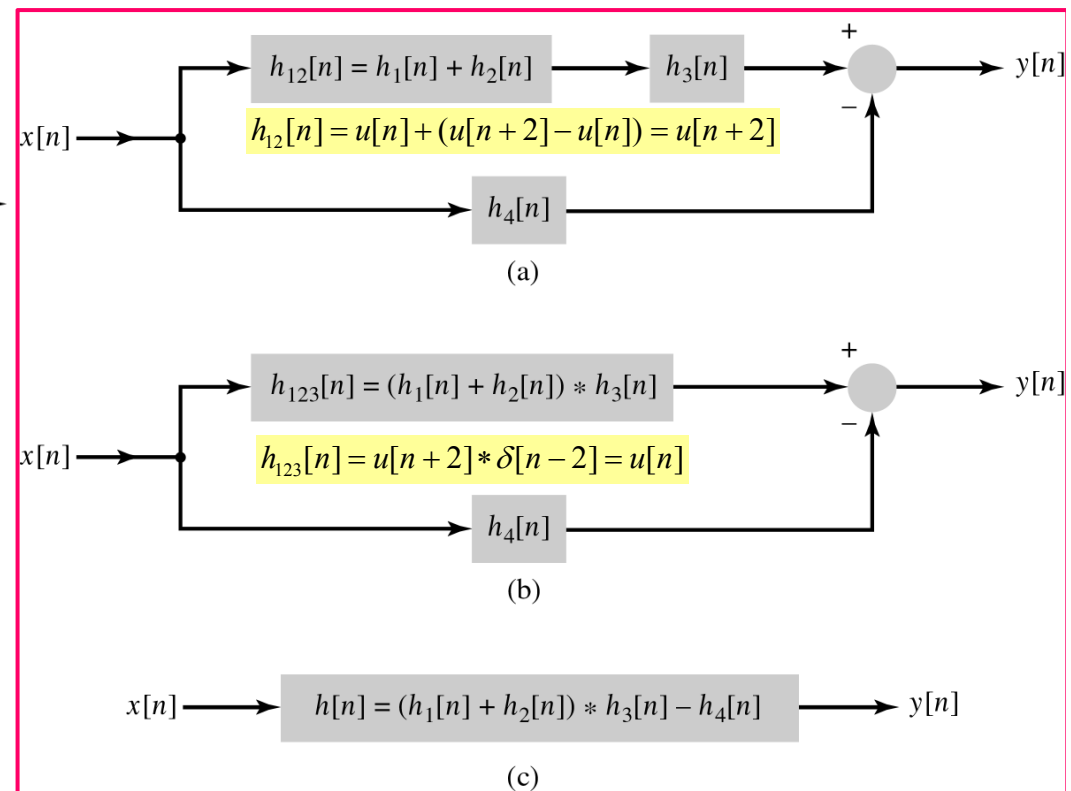 +
h₁₂[n] = h₁[n] + h₂[n]
h₃[n]
y[n]
–
x[n]
h₁₂[n] = u[n] + (u[n + 2] − u[n]) = u[n + 2]
h₄[n]
(a)
+
h₁₂₃[n] = (h₁[n] + h₂[n]) * h₃[n]
y[n]
–
x[n]
h₁₂₃[n] = u[n + 2] * δ[n − 2] = u[n]
h₄[n]
(b)
x[n]
h[n] = (h₁[n] + h₂[n]) * h₃[n] – h₄[n]
y[n]
(c)